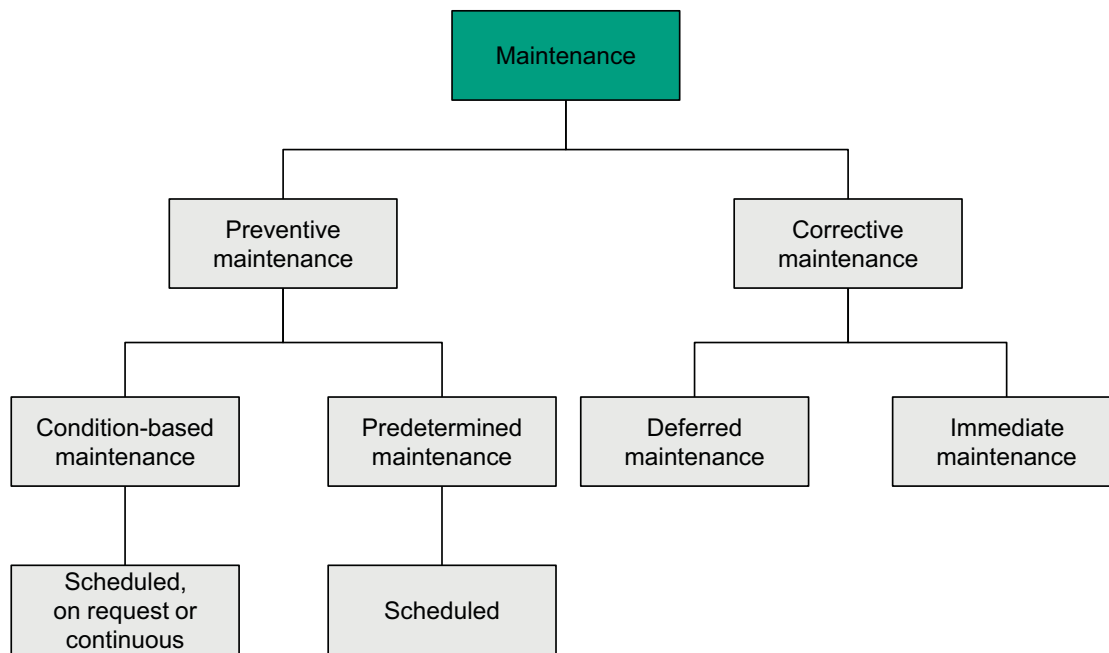 Maintenance
Preventive
maintenance
Corrective
maintenance
Condition-based
maintenance
Predetermined
maintenance
Deferred
maintenance
Immediate
maintenance
Scheduled,
on request or
continuous
Scheduled